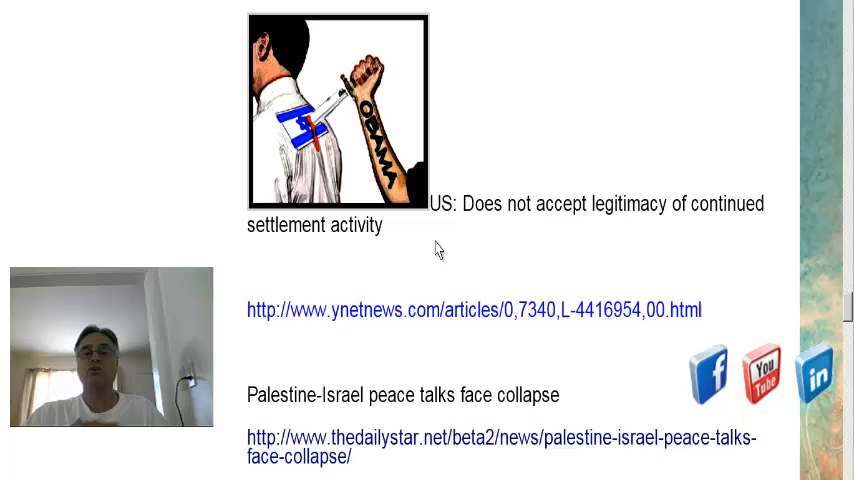 OBAMA
US: Does not accept legitimacy of continued
settlement activity
http://www.ynetnews.com/articles/0,7340,L-4416954,00.html
Palestine-Israel peace talks face collapse
http://www.thedailystar.net/beta2/news/palestine-israel-peace-talks-
face-collapse/
f
You
Tube
in